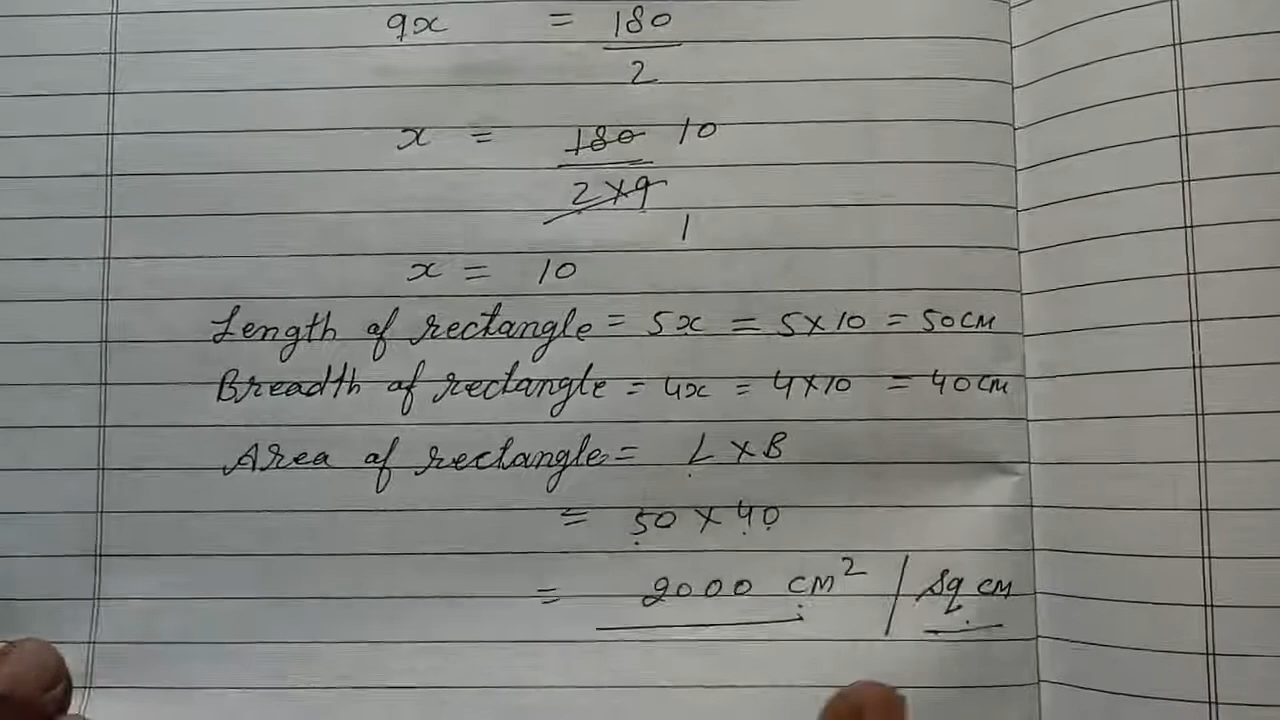 9x = 180
2
x = 180 10
2×9
1
x = 10
Length of rectangle = 5x = 5×10 = 50cm
Breadth of rectangle = 4x = 4×10 = 40cm
Area of rectangle = L×B
= 50×40
= 2000 cm² / sq cm